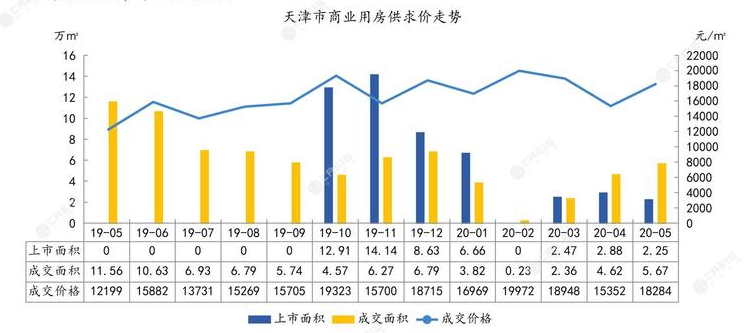 天津市商业用房供求价走势
万㎡ 元/㎡
16 22000
14 20000
12 18000
10 16000
8 14000
6 12000
4 10000
2 8000
0 6000
4000
2000
0000
19-05 19-06 19-07 19-08 19-09 19-10 19-11 19-12 20-01 20-02 20-03 20-04 20-05
上市面积 0 0 0 0 0 12.91 14.14 8.63 6.66 0 2.47 2.88 2.25
成交面积 11.56 10.63 6.93 6.79 5.74 4.57 6.27 6.79 3.82 0.23 2.36 4.62 5.67
成交价格 12199 15882 13731 15269 15705 19323 15700 18715 16969 19972 18948 15352 18284
上市面积 成交面积 成交价格